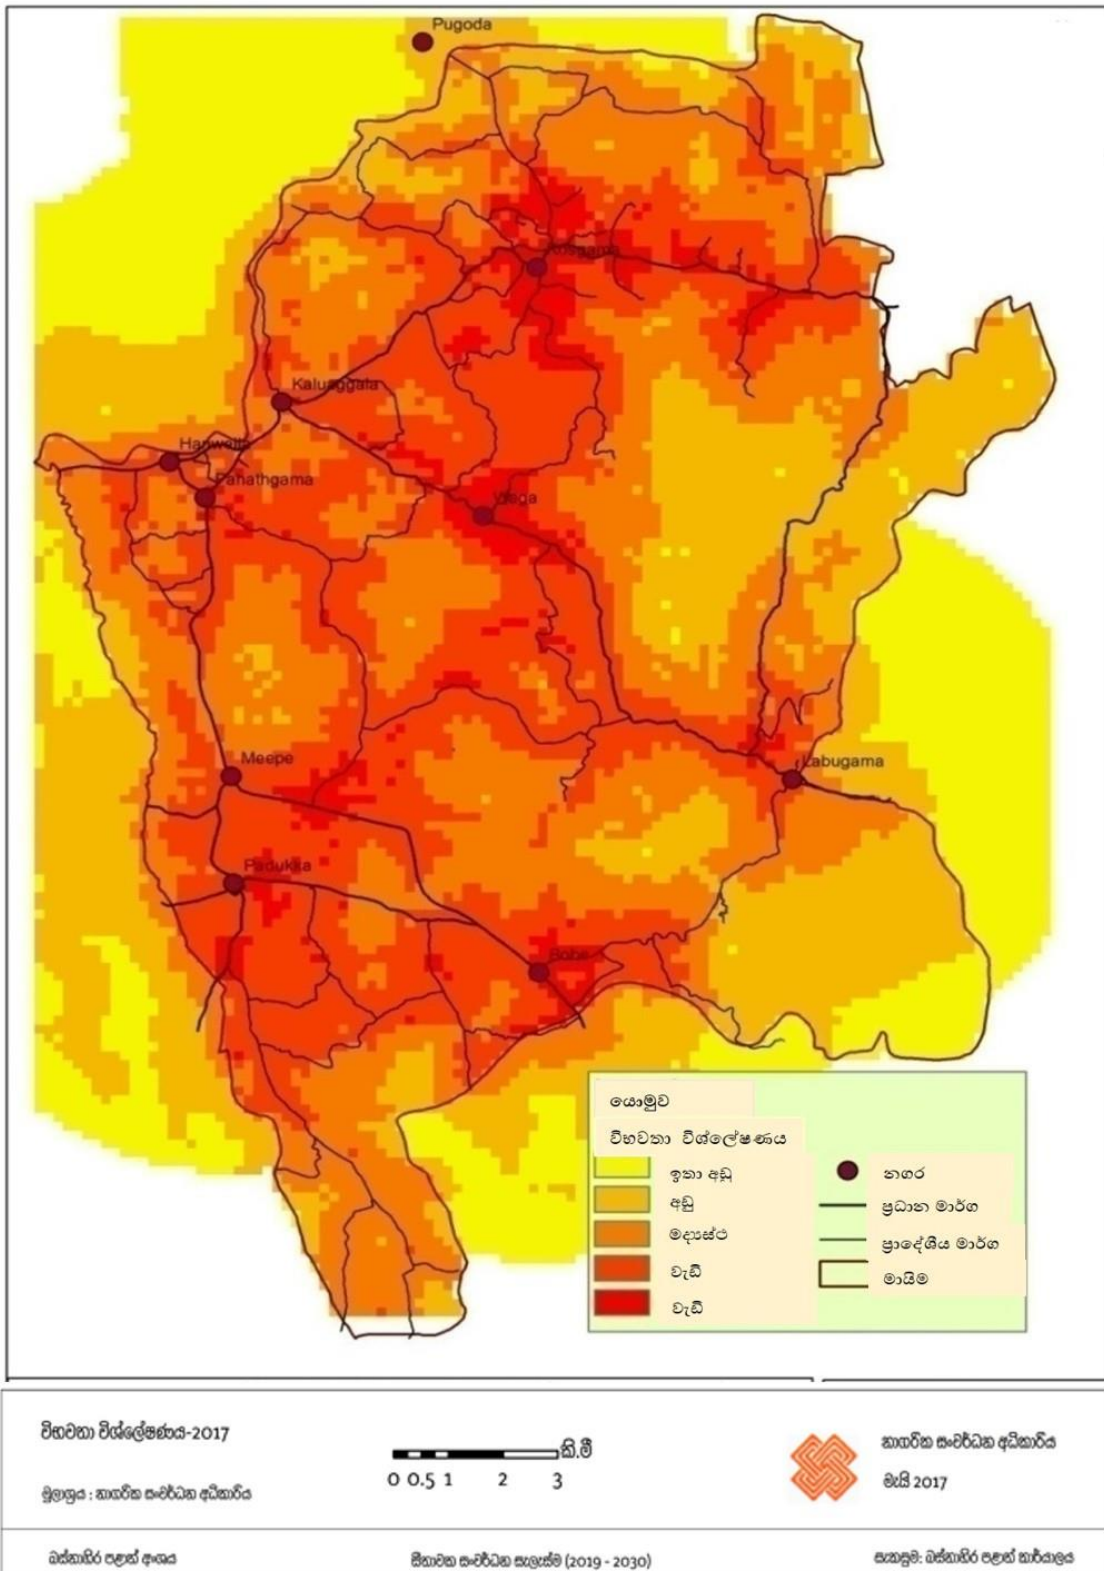 Pugoda
Kusgama
Kaluaggala
Hanwella
Pahathgama
Waga
Meepe
Labugama
Padukka
Bope
යොමුව
විභවතා විශ්ලේෂණය
ඉතා අඩු
අඩු
මද්‍යස්ථ
වැඩි
වැඩි
නගර
ප්‍රධාන මාර්ග
ප්‍රාදේශීය මාර්ග
මායිම
විභවතා විශ්ලේෂණය-2017
මූලාශ්‍රය : නාගරික සංවර්ධන අධිකාරිය
කි.මී
0 0.5 1 2 3
නාගරික සංවර්ධන අධිකාරිය
මැයි 2017
බස්නාහිර පළාත් අංශය
සීතාවක සංවර්ධන සැලැස්ම (2019 - 2030)
සැකසුම: බස්නාහිර පළාත් කාර්යාලය